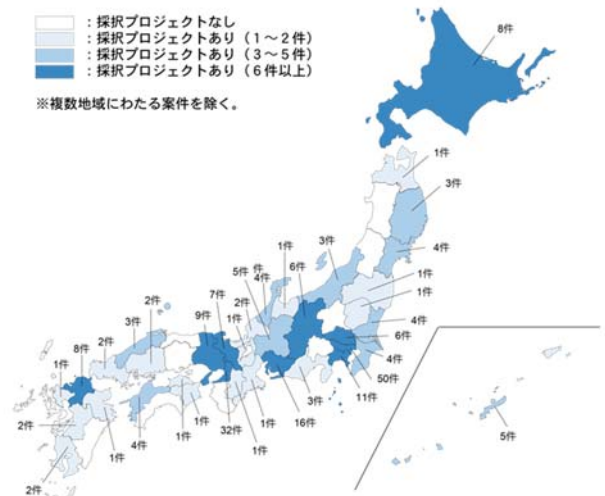 ：採択プロジェクトなし
：採択プロジェクトあり（1～2件）
：採択プロジェクトあり（3～5件）
：採択プロジェクトあり（6件以上）
※複数地域にわたる案件を除く。
8件
1件
3件
4件
1件
1件
4件
6件
4件
50件
11件
3件
6件
1件
件
5件
4件
2件
1件
7件
9件
2件
3件
2件
8件
1件
2件
2件
1件
4件
1件
1件
32件
1件
1件
16件
3件
5件